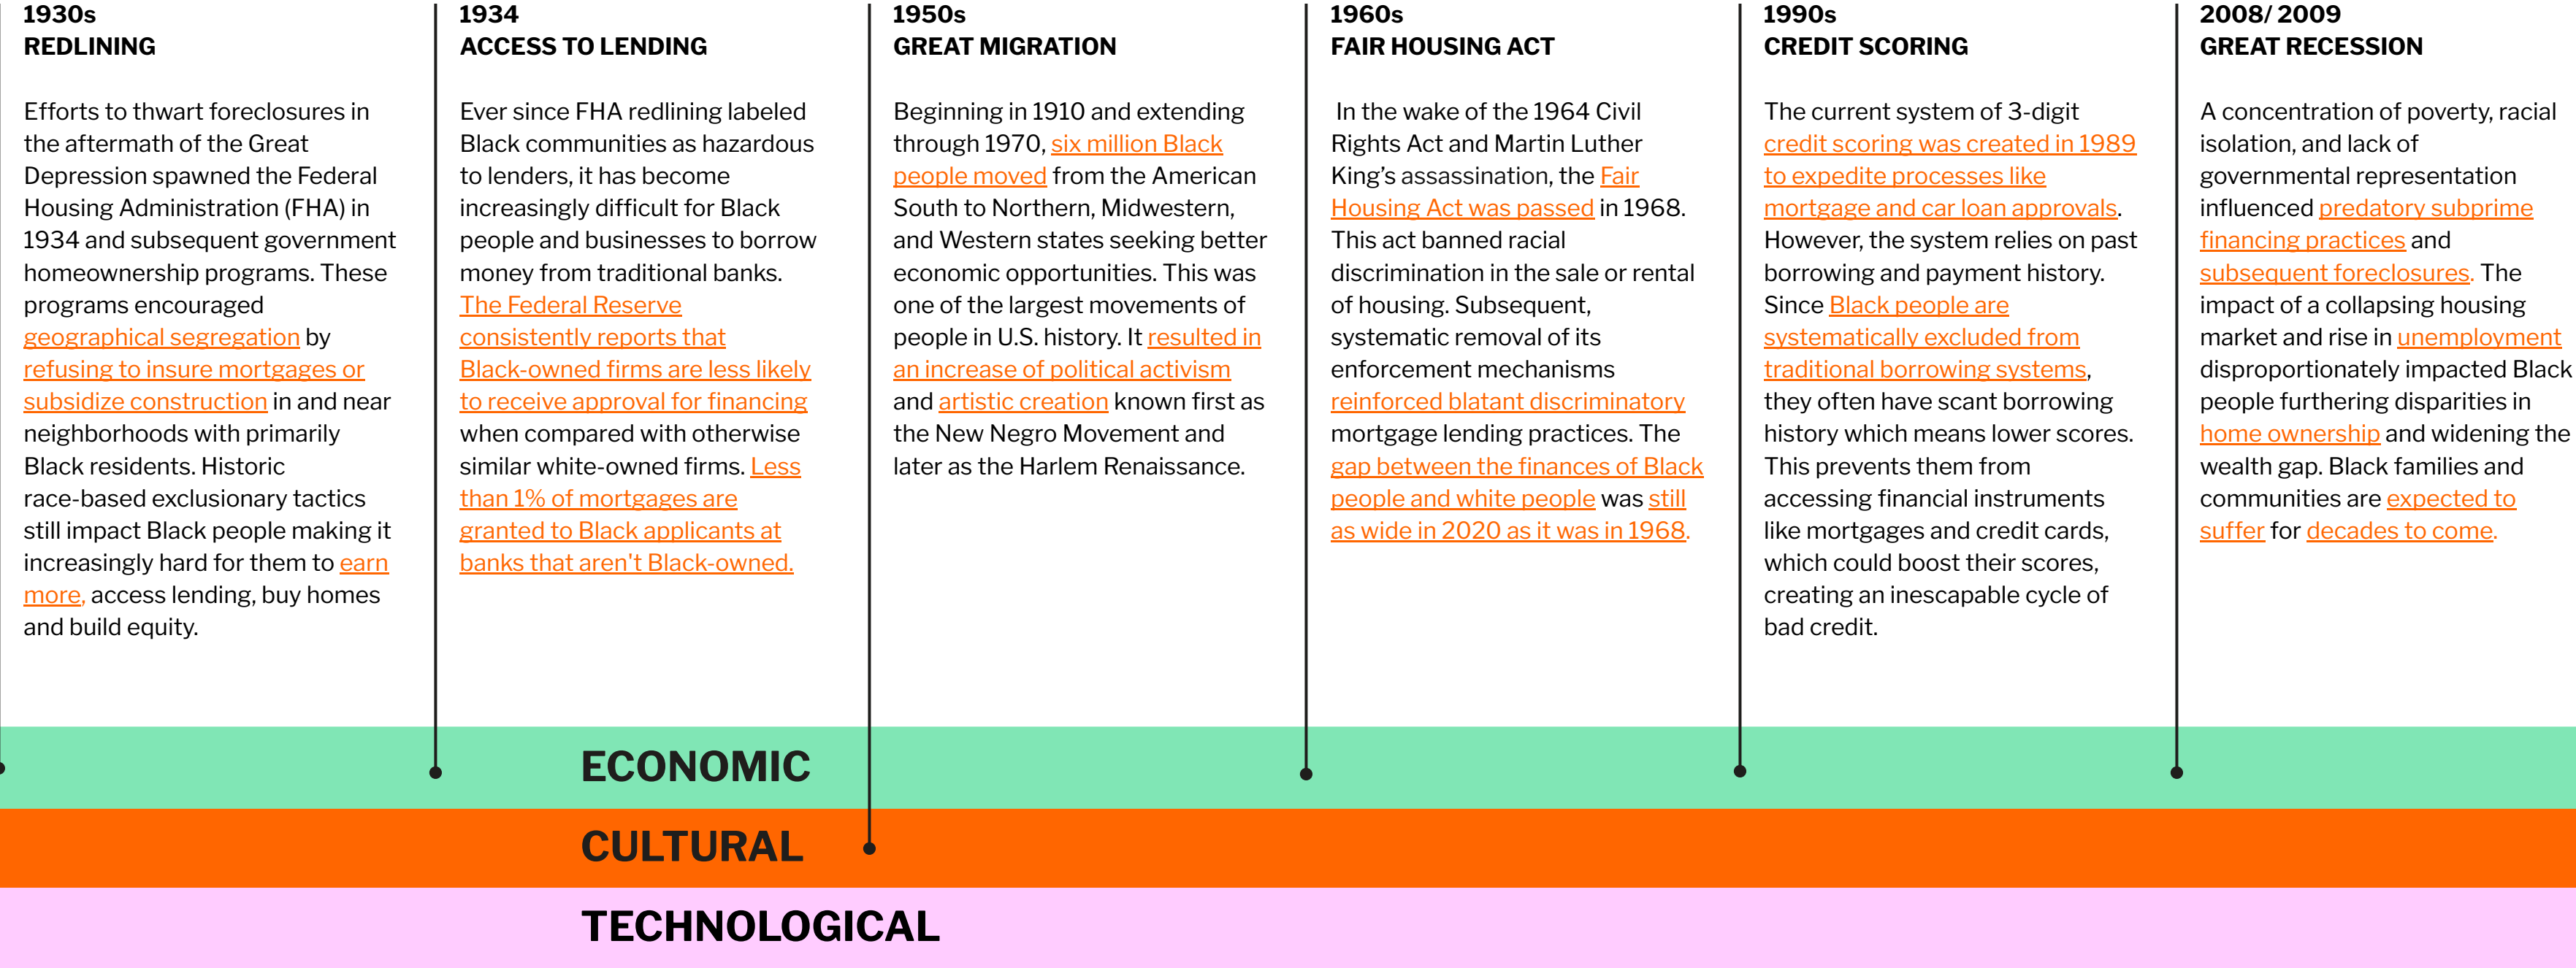 1930s
REDLINING
Efforts to thwart foreclosures in
the aftermath of the Great
Depression spawned the Federal
Housing Administration (FHA) in
1934 and subsequent government
homeownership programs. These
programs encouraged
geographical segregation by
refusing to insure mortgages or
subsidize construction in and near
neighborhoods with primarily
Black residents. Historic
race-based exclusionary tactics
still impact Black people making it
increasingly hard for them to earn
more, access lending, buy homes
and build equity.
1934
ACCESS TO LENDING
Ever since FHA redlining labeled
Black communities as hazardous
to lenders, it has become
increasingly difficult for Black
people and businesses to borrow
money from traditional banks.
The Federal Reserve
consistently reports that
Black-owned firms are less likely
to receive approval for financing
when compared with otherwise
similar white-owned firms. Less
than 1% of mortgages are
granted to Black applicants at
banks that aren't Black-owned.
1950s
GREAT MIGRATION
Beginning in 1910 and extending
through 1970, six million Black
people moved from the American
South to Northern, Midwestern,
and Western states seeking better
economic opportunities. This was
one of the largest movements of
people in U.S. history. It resulted in
an increase of political activism
and artistic creation known first as
the New Negro Movement and
later as the Harlem Renaissance.
1960s
FAIR HOUSING ACT
In the wake of the 1964 Civil
Rights Act and Martin Luther
King’s assassination, the Fair
Housing Act was passed in 1968.
This act banned racial
discrimination in the sale or rental
of housing. Subsequent,
systematic removal of its
enforcement mechanisms
reinforced blatant discriminatory
mortgage lending practices. The
gap between the finances of Black
people and white people was still
as wide in 2020 as it was in 1968.
1990s
CREDIT SCORING
The current system of 3-digit
credit scoring was created in 1989
to expedite processes like
mortgage and car loan approvals.
However, the system relies on past
borrowing and payment history.
Since Black people are
systematically excluded from
traditional borrowing systems,
they often have scant borrowing
history which means lower scores.
This prevents them from
accessing financial instruments
like mortgages and credit cards,
which could boost their scores,
creating an inescapable cycle of
bad credit.
2008/ 2009
GREAT RECESSION
A concentration of poverty, racial
isolation, and lack of
governmental representation
influenced predatory subprime
financing practices and
subsequent foreclosures. The
impact of a collapsing housing
market and rise in unemployment
disproportionately impacted Black
people furthering disparities in
home ownership and widening the
wealth gap. Black families and
communities are expected to
suffer for decades to come.
ECONOMIC
CULTURAL
TECHNOLOGICAL